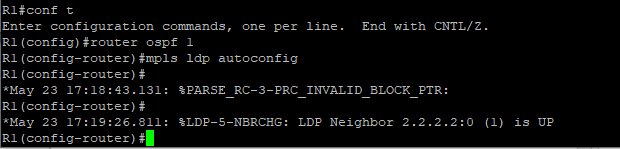 R1#conf t
Enter configuration commands, one per line.  End with CNTL/Z.
R1(config)#router ospf 1
R1(config-router)#mpls ldp autoconfig
R1(config-router)#
*May 23 17:18:43.131: %PARSE_RC-3-PRC_INVALID_BLOCK_PTR:
R1(config-router)#
*May 23 17:19:26.811: %LDP-5-NBRCHG: LDP Neighbor 2.2.2.2:0 (1) is UP
R1(config-router)#